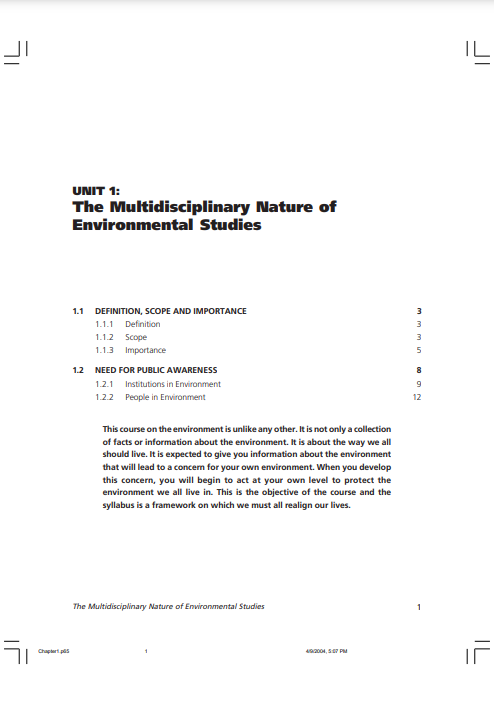 UNIT 1:
The Multidisciplinary Nature of
Environmental Studies
1.1 DEFINITION, SCOPE AND IMPORTANCE 3
1.1.1 Definition 3
1.1.2 Scope 3
1.1.3 Importance 5
1.2 NEED FOR PUBLIC AWARENESS 8
1.2.1 Institutions in Environment 9
1.2.2 People in Environment 12
This course on the environment is unlike any other. It is not only a collection
of facts or information about the environment. It is about the way we all
should live. It is expected to give you information about the environment
that will lead to a concern for your own environment. When you develop
this concern, you will begin to act at your own level to protect the
environment we all live in. This is the objective of the course and the
syllabus is a framework on which we must all realign our lives.
The Multidisciplinary Nature of Environmental Studies 1
Chapter1.p65 1 4/9/2004, 5:07 PM